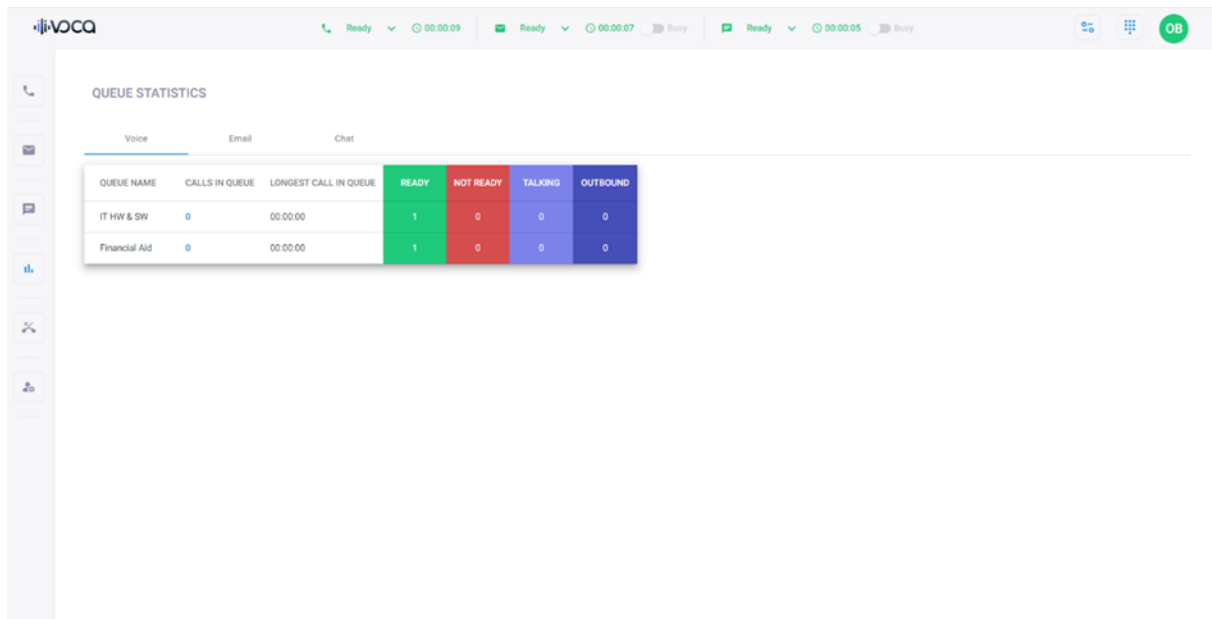 VOCA Ready 00:00:09 Ready 00:00:07 Busy Ready 00:00:05 Busy OB
QUEUE STATISTICS
Voice Email Chat
QUEUE NAME CALLS IN QUEUE LONGEST CALL IN QUEUE READY NOT READY TALKING OUTBOUND
IT HW & SW 0 00:00:00 1 0 0 0
Financial Aid 0 00:00:00 1 0 0 0